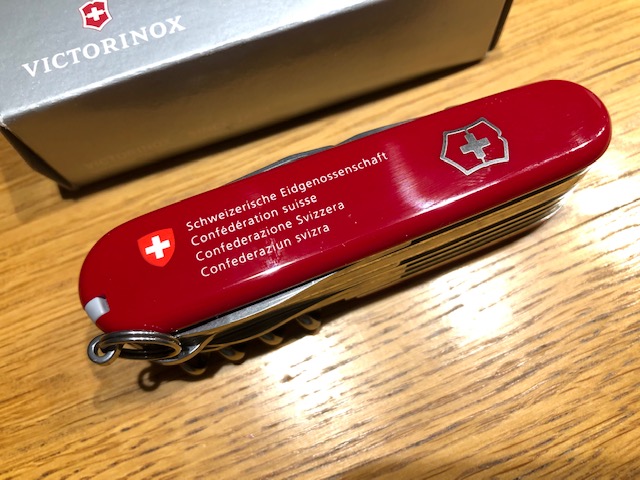 VICTORINOX
Schweizerische Eidgenossenschaft
Confédération suisse
Confederazione Svizzera
Confederaziun svizra